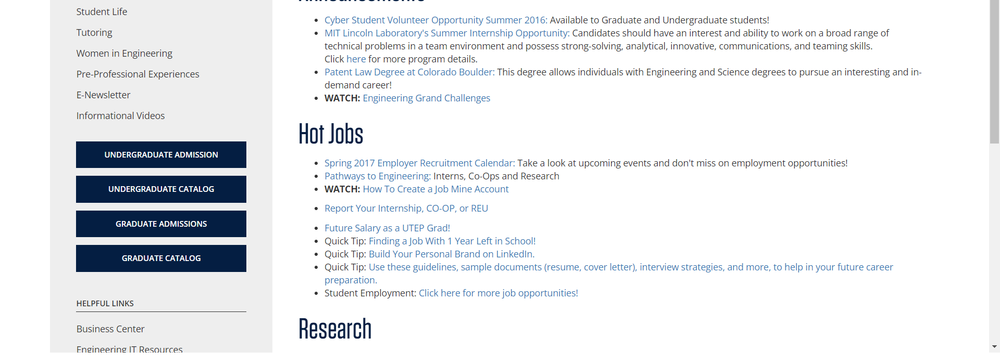 Student Life
Tutoring
Women in Engineering
Pre-Professional Experiences
E-Newsletter
Informational Videos
UNDERGRADUATE ADMISSION
UNDERGRADUATE CATALOG
GRADUATE ADMISSIONS
GRADUATE CATALOG
HELPFUL LINKS
Business Center
Engineering IT Resources
Announcements
Cyber Student Volunteer Opportunity Summer 2016: Available to Graduate and Undergraduate students!
MIT Lincoln Laboratory's Summer Internship Opportunity: Candidates should have an interest and ability to work on a broad range of
technical problems in a team environment and possess strong-solving, analytical, innovative, communications, and teaming skills.
Click here for more program details.
Patent Law Degree at Colorado Boulder: This degree allows individuals with Engineering and Science degrees to pursue an interesting and in-
demand career!
WATCH: Engineering Grand Challenges
Hot Jobs
Spring 2017 Employer Recruitment Calendar: Take a look at upcoming events and don't miss on employment opportunities!
Pathways to Engineering: Interns, Co-Ops and Research
WATCH: How To Create a Job Mine Account
Report Your Internship, CO-OP, or REU
Future Salary as a UTEP Grad!
Quick Tip: Finding a Job With 1 Year Left in School!
Quick Tip: Build Your Personal Brand on LinkedIn.
Quick Tip: Use these guidelines, sample documents (resume, cover letter), interview strategies, and more, to help in your future career
preparation.
Student Employment: Click here for more job opportunities!
Research